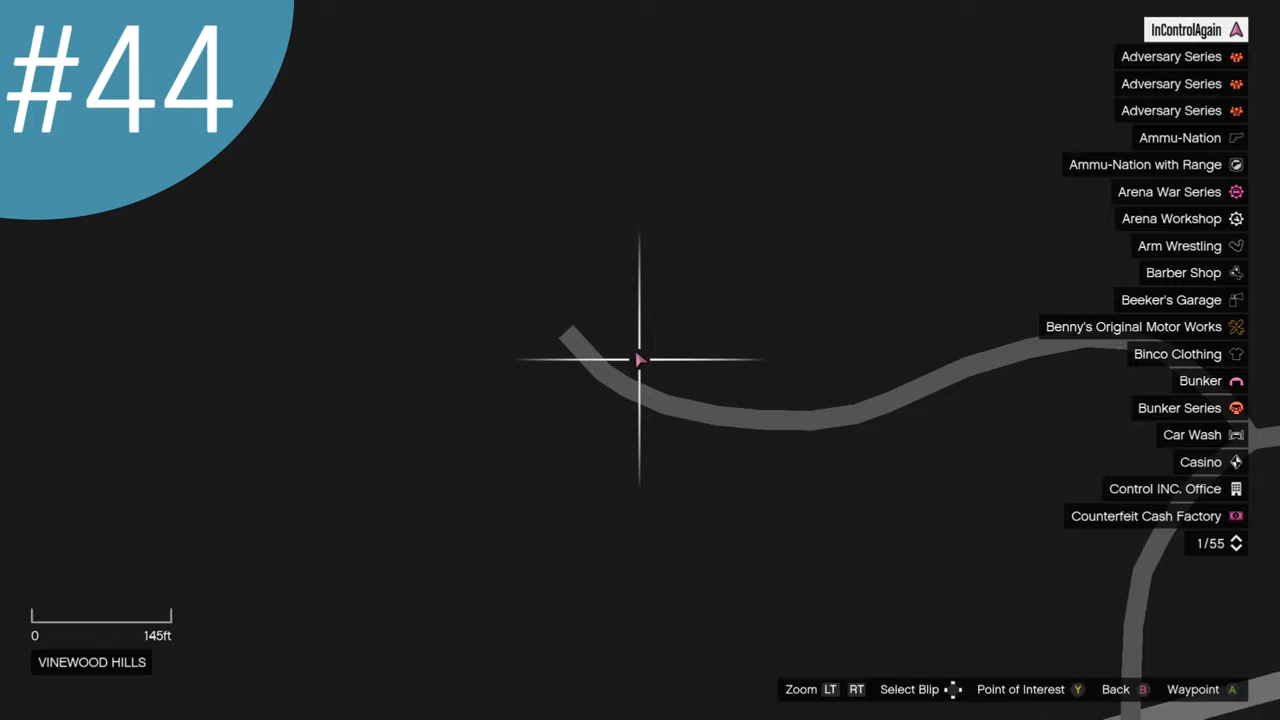 #44
InControlAgain
Adversary Series
Adversary Series
Adversary Series
Ammu-Nation
Ammu-Nation with Range
Arena War Series
Arena Workshop
Arm Wrestling
Barber Shop
Beeker's Garage
Benny's Original Motor Works
Binco Clothing
Bunker
Bunker Series
Car Wash
Casino
Control INC. Office
Counterfeit Cash Factory
1/55
0 145ft
VINEWOOD HILLS
Zoom LT RT Select Blip Point of Interest Y Back B Waypoint A